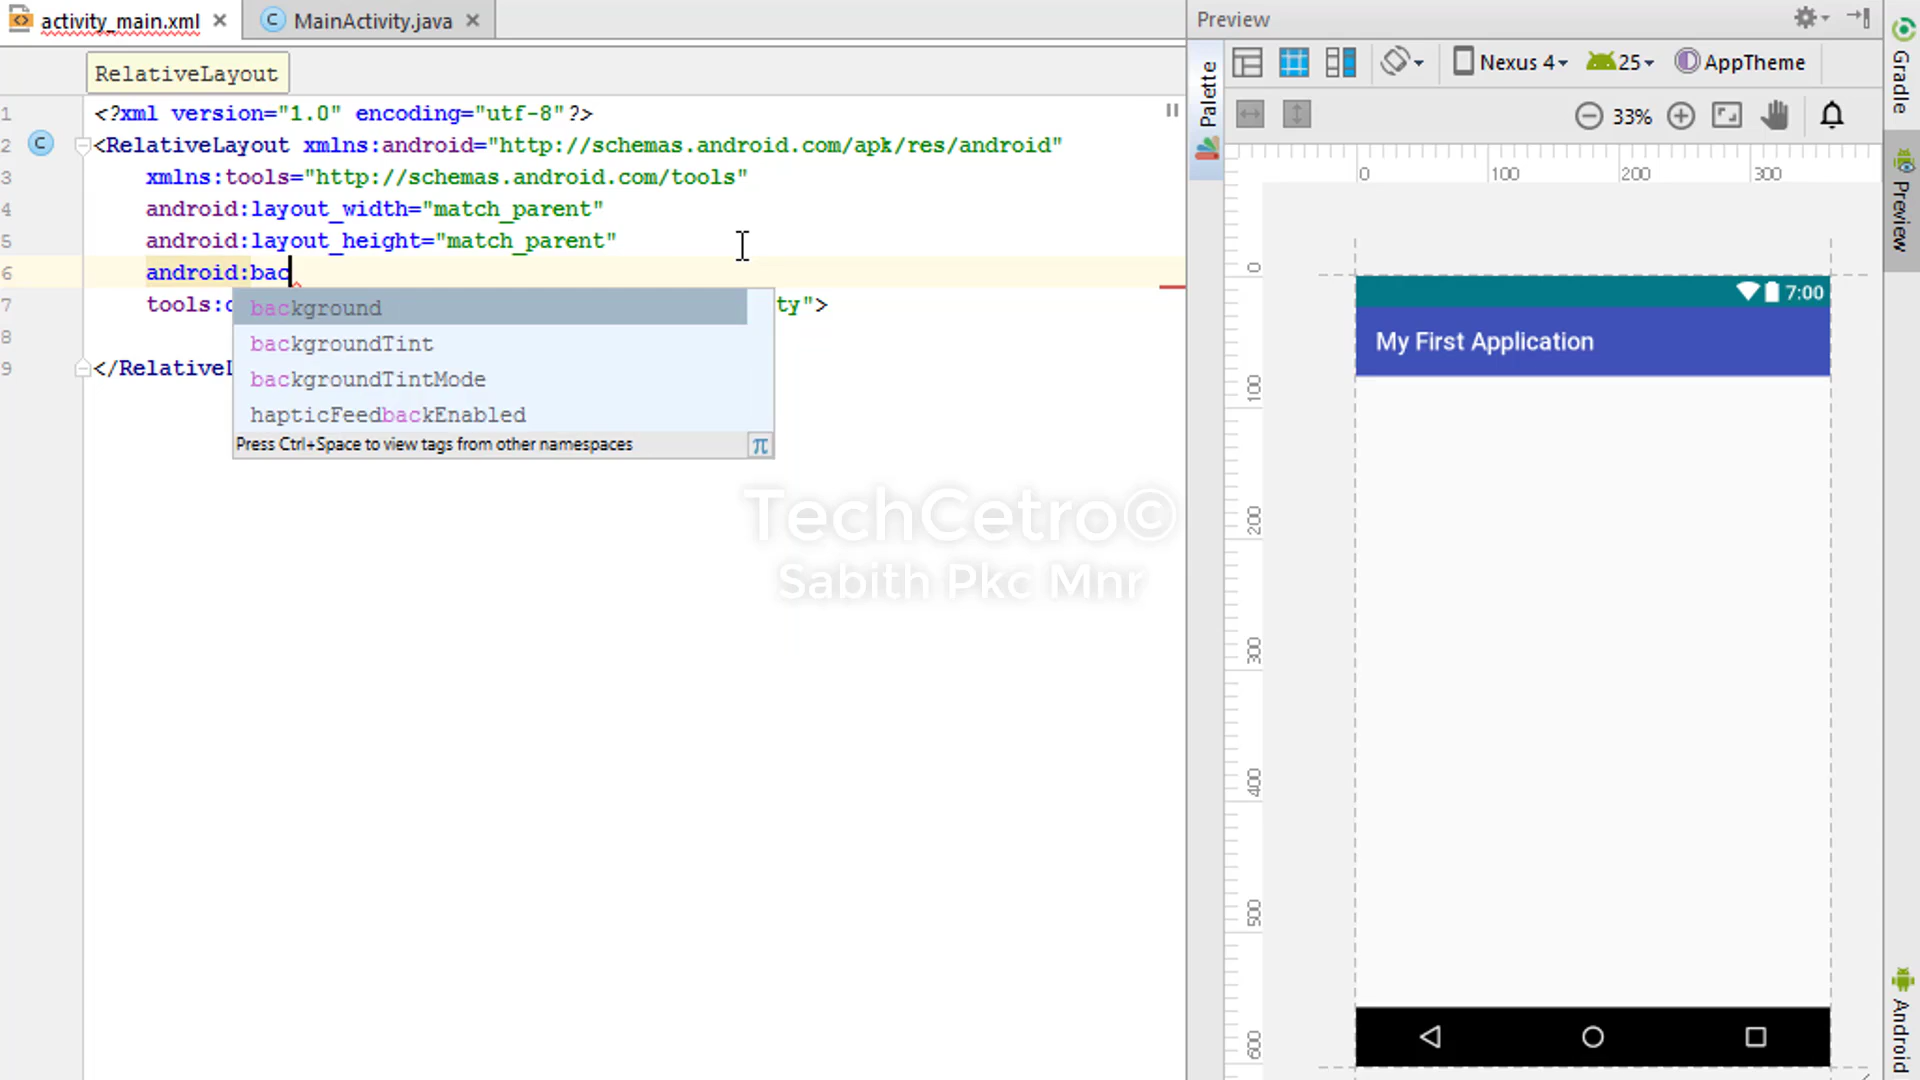 activity_main.xml
MainActivity.java
Preview
RelativeLayout
Palette
Nexus 4
25
AppTheme
33%
Gradle
Preview
Android
1 <?xml version="1.0" encoding="utf-8"?>
2 <RelativeLayout xmlns:android="http://schemas.android.com/apk/res/android"
3 xmlns:tools="http://schemas.android.com/tools"
4 android:layout_width="match_parent"
5 android:layout_height="match_parent"
6 android:bac
7 tools:c ty">
8
9 </RelativeL
background
backgroundTint
backgroundTintMode
hapticFeedbackEnabled
Press Ctrl+Space to view tags from other namespaces
π
TechCetro©
Sabith Pkc Mnr
0 100 200 300
0
100
200
300
400
500
600
7:00
My First Application